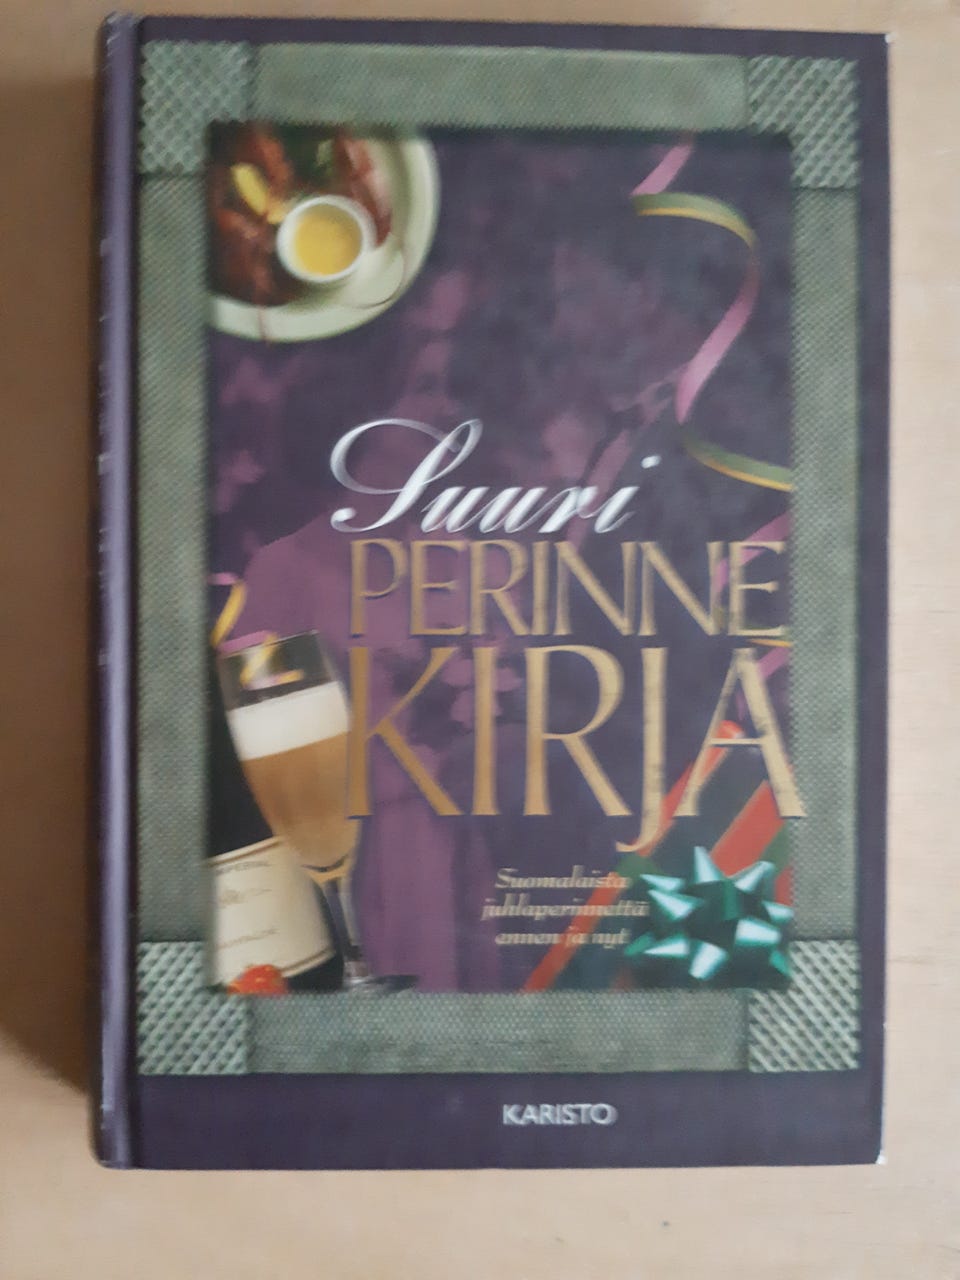 Suuri
PERINNE
KIRJA
Suomalaista
juhlaperinnettä
ennen ja nyt
KARISTO